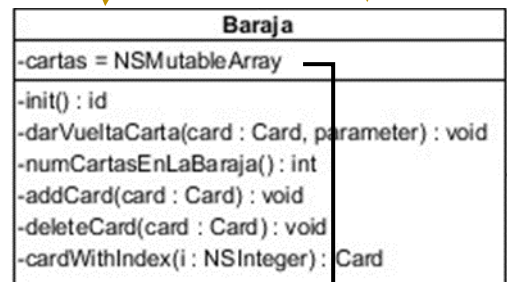 Baraja
-cartas = NSMutableArray
-init() : id
-darVueltaCarta(card : Card, parameter) : void
-numCartasEnLaBaraja() : int
-addCard(card : Card) : void
-deleteCard(card : Card) : void
-cardWithIndex(i : NSInteger) : Card